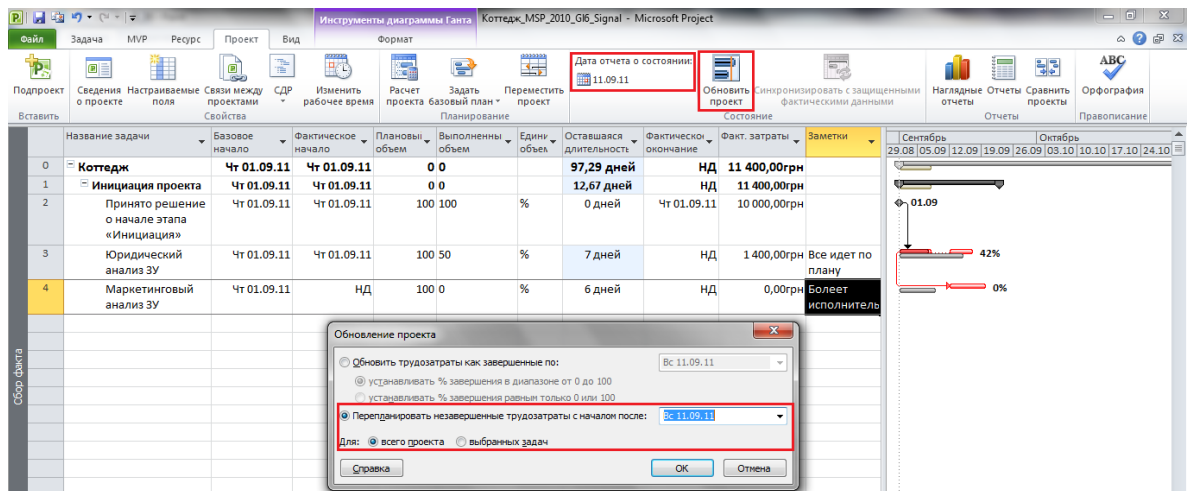 Инструменты диаграммы Ганта
Коттедж_MSP_2010_Gl6_Signal - Microsoft Project
Файл Задача MVP Ресурс Проект Вид Формат
Подпроект
Сведения о проекте
Настраиваемые поля
Связи между проектами
СДР
Изменить рабочее время
Расчет проекта
Задать базовый план
Переместить проект
Дата отчета о состоянии:
11.09.11
Обновить проект
Синхронизировать с защищенными фактическими данными
Наглядные отчеты
Отчеты
Сравнить проекты
ABC
Орфография
Вставить Свойства Планирование Состояние Отчеты Правописание
Название задачи
Базовое начало
Фактическое начало
Плановый объем
Выполненны объем
Едини объем
Оставшаяся длительность
Фактическо окончание
Факт. затраты
Заметки
Сентябрь Октябрь
29.08 05.09 12.09 19.09 26.09 03.10 10.10 17.10 24.10
0 Коттедж Чт 01.09.11 Чт 01.09.11 0 0 97,29 дней НД 11 400,00грн
1 Инициация проекта Чт 01.09.11 Чт 01.09.11 0 0 12,67 дней НД 11 400,00грн
2 Принято решение Чт 01.09.11 Чт 01.09.11 100 100 % 0 дней Чт 01.09.11 10 000,00грн 01.09
о начале этапа
«Инициация»
3 Юридический Чт 01.09.11 Чт 01.09.11 100 50 % 7 дней НД 1 400,00грн Все идет по 42%
анализ ЗУ плану
4 Маркетинговый Чт 01.09.11 НД 100 0 % 6 дней НД 0,00грн Болеет 0%
анализ ЗУ исполнитель
Сбор факта
Обновление проекта
Обновить трудозатраты как завершенные по: Вс 11.09.11
устанавливать % завершения в диапазоне от 0 до 100
устанавливать % завершения равным только 0 или 100
Перепланировать незавершенные трудозатраты с началом после: Вс 11.09.11
Для: всего проекта выбранных задач
Справка ОК Отмена